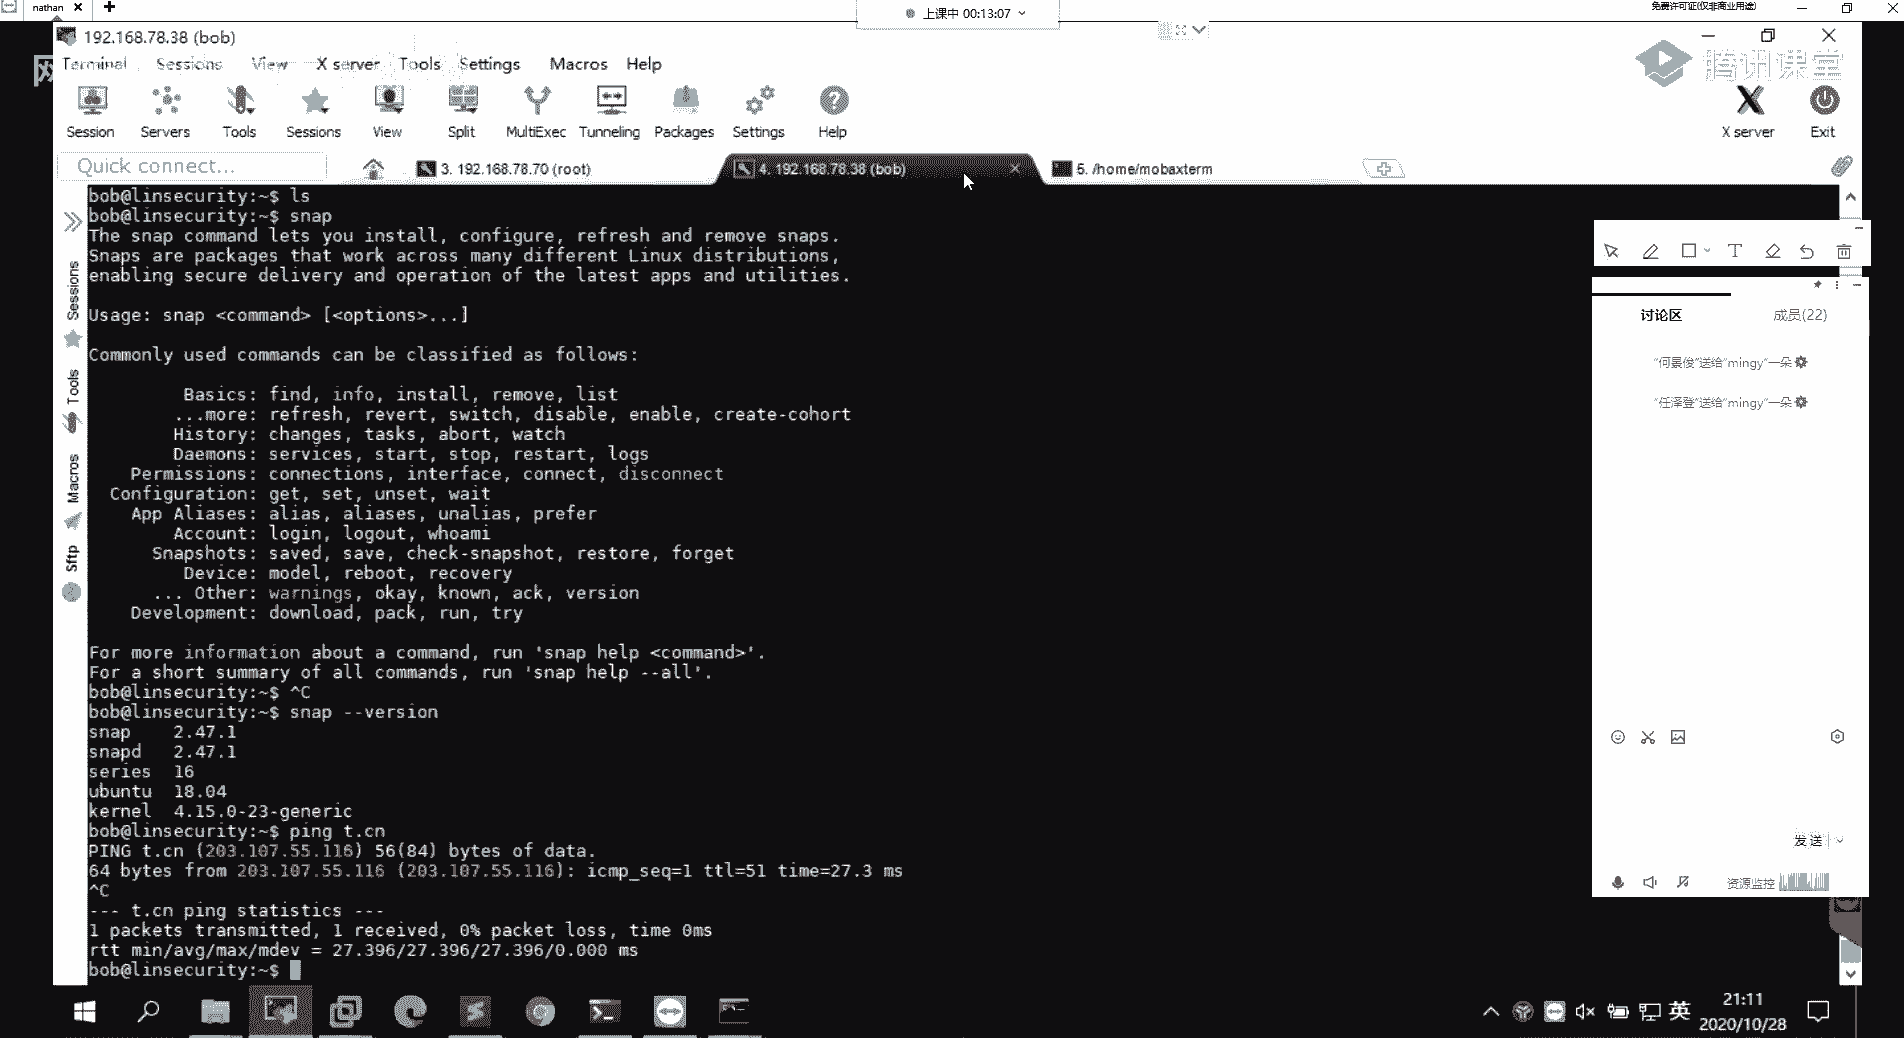 nathan
上课中 00:13:07
免费许可证(仅非商业用途)
192.168.78.38 (bob)
Terminal Sessions View X server Tools Settings Macros Help
腾讯课堂
Session Servers Tools Sessions View Split MultiExec Tunneling Packages Settings Help X server Exit
Quick connect...
3. 192.168.78.70 (root)
4. 192.168.78.38 (bob)
5. /home/mobaxterm
Sessions
Tools
Macros
Sftp
bob@linsecurity:~$ ls
bob@linsecurity:~$ snap
The snap command lets you install, configure, refresh and remove snaps.
Snaps are packages that work across many different Linux distributions,
enabling secure delivery and operation of the latest apps and utilities.
Usage: snap <command> [<options>...]
Commonly used commands can be classified as follows:
Basics: find, info, install, remove, list
...more: refresh, revert, switch, disable, enable, create-cohort
History: changes, tasks, abort, watch
Daemons: services, start, stop, restart, logs
Permissions: connections, interface, connect, disconnect
Configuration: get, set, unset, wait
App Aliases: alias, aliases, unalias, prefer
Account: login, logout, whoami
Snapshots: saved, save, check-snapshot, restore, forget
Device: model, reboot, recovery
... Other: warnings, okay, known, ack, version
Development: download, pack, run, try
For more information about a command, run 'snap help <command>'.
For a short summary of all commands, run 'snap help --all'.
bob@linsecurity:~$ ^C
bob@linsecurity:~$ snap --version
snap 2.47.1
snapd 2.47.1
series 16
ubuntu 18.04
kernel 4.15.0-23-generic
bob@linsecurity:~$ ping t.cn
PING t.cn (203.107.55.116) 56(84) bytes of data.
64 bytes from 203.107.55.116 (203.107.55.116): icmp_seq=1 ttl=51 time=27.3 ms
^C
--- t.cn ping statistics ---
1 packets transmitted, 1 received, 0% packet loss, time 0ms
rtt min/avg/max/mdev = 27.396/27.396/27.396/0.000 ms
bob@linsecurity:~$
讨论区 成员(22)
"何景俊"送给"mingy"一朵
"任泽登"送给"mingy"一朵
发送
资源监控
英
21:11
2020/10/28